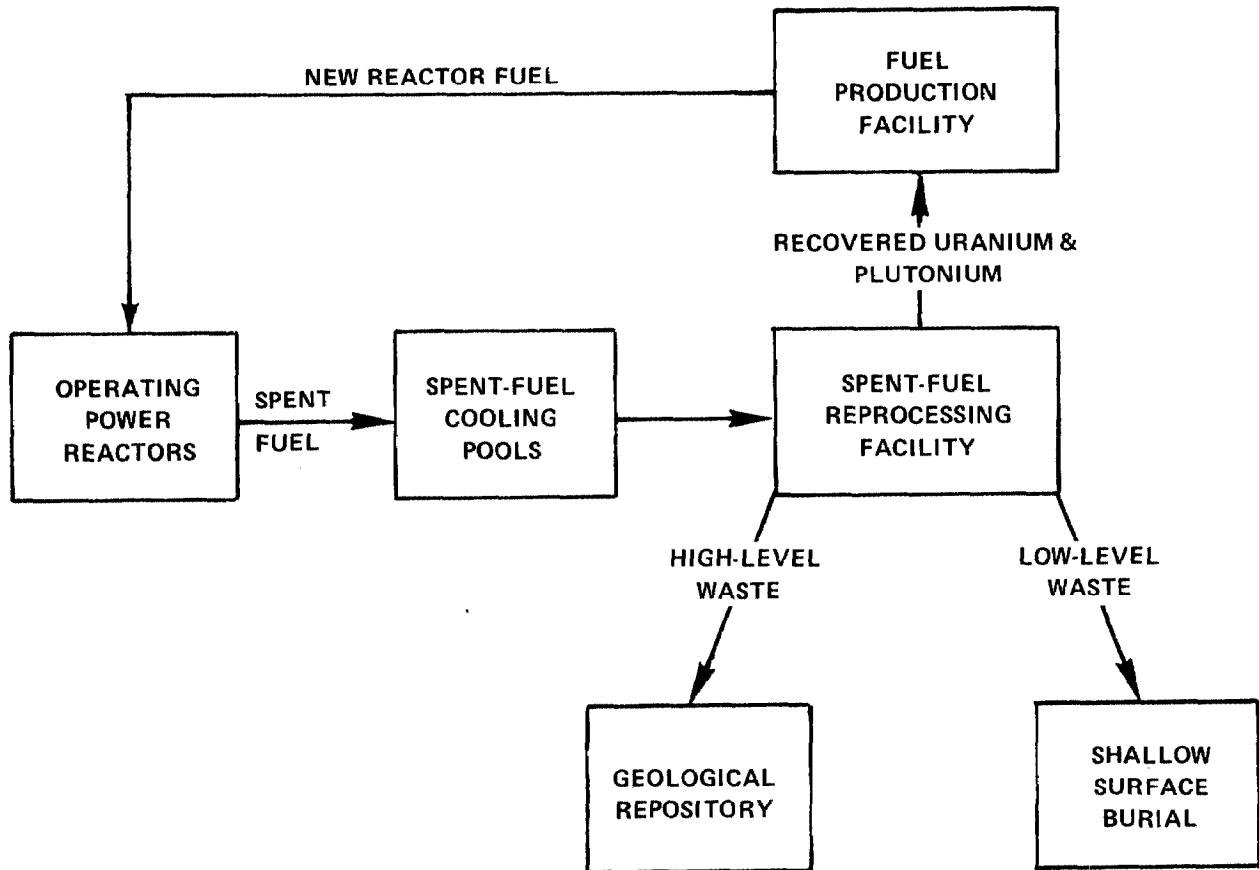 FUEL
PRODUCTION
FACILITY
NEW REACTOR FUEL
RECOVERED URANIUM &
PLUTONIUM
OPERATING
POWER
REACTORS
SPENT
FUEL
SPENT-FUEL
COOLING
POOLS
SPENT-FUEL
REPROCESSING
FACILITY
HIGH-LEVEL
WASTE
LOW-LEVEL
WASTE
GEOLOGICAL
REPOSITORY
SHALLOW
SURFACE
BURIAL